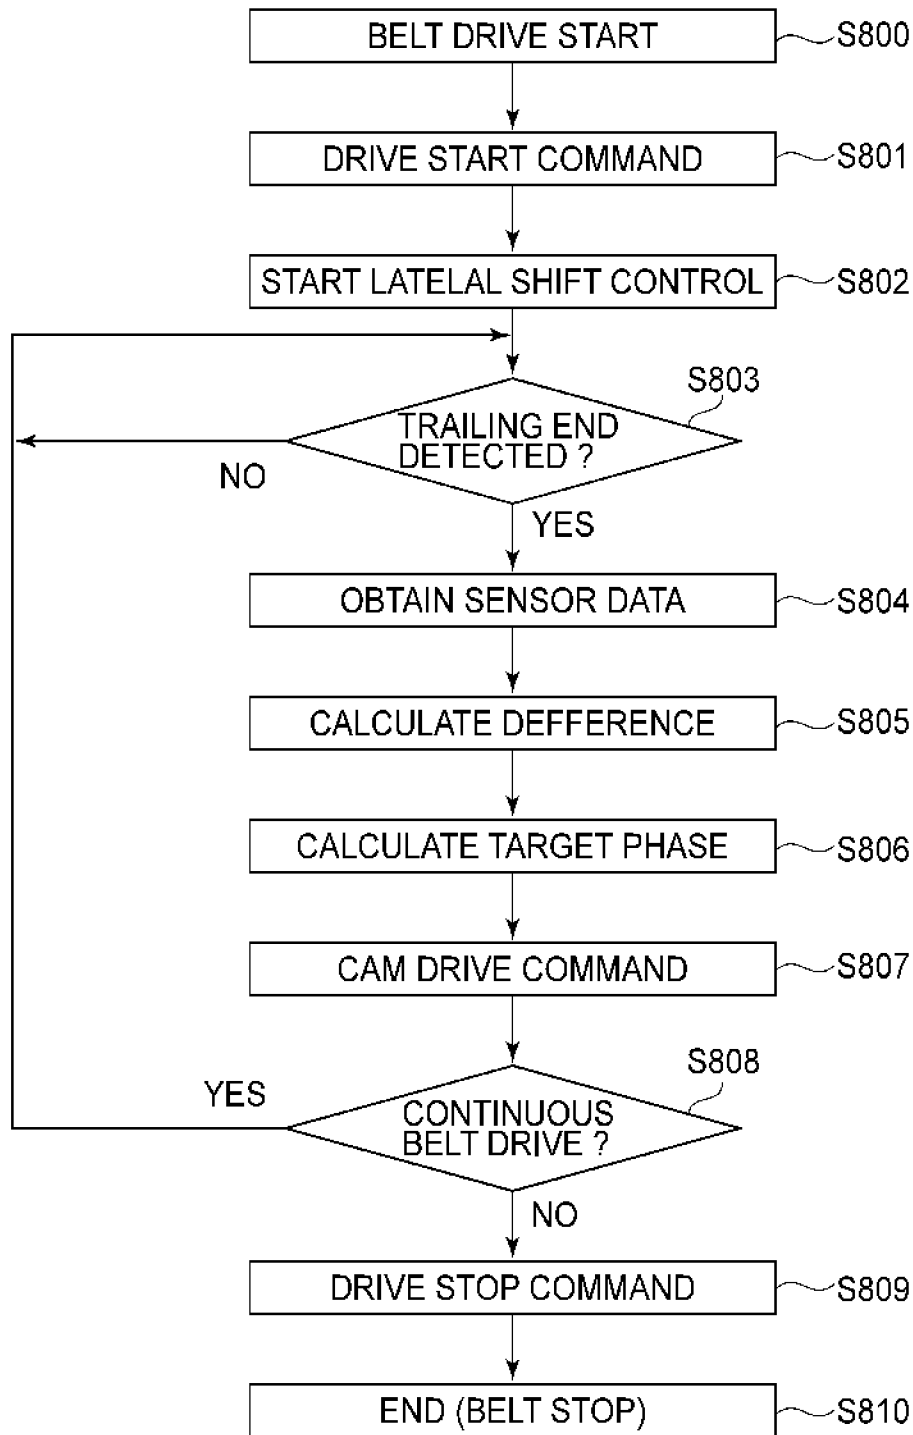 BELT DRIVE START
S800
DRIVE START COMMAND
S801
START LATELAL SHIFT CONTROL
S802
S803
TRAILING END
DETECTED ?
NO
YES
OBTAIN SENSOR DATA
S804
CALCULATE DEFFERENCE
S805
CALCULATE TARGET PHASE
S806
CAM DRIVE COMMAND
S807
S808
YES
CONTINUOUS
BELT DRIVE ?
NO
DRIVE STOP COMMAND
S809
END (BELT STOP)
S810